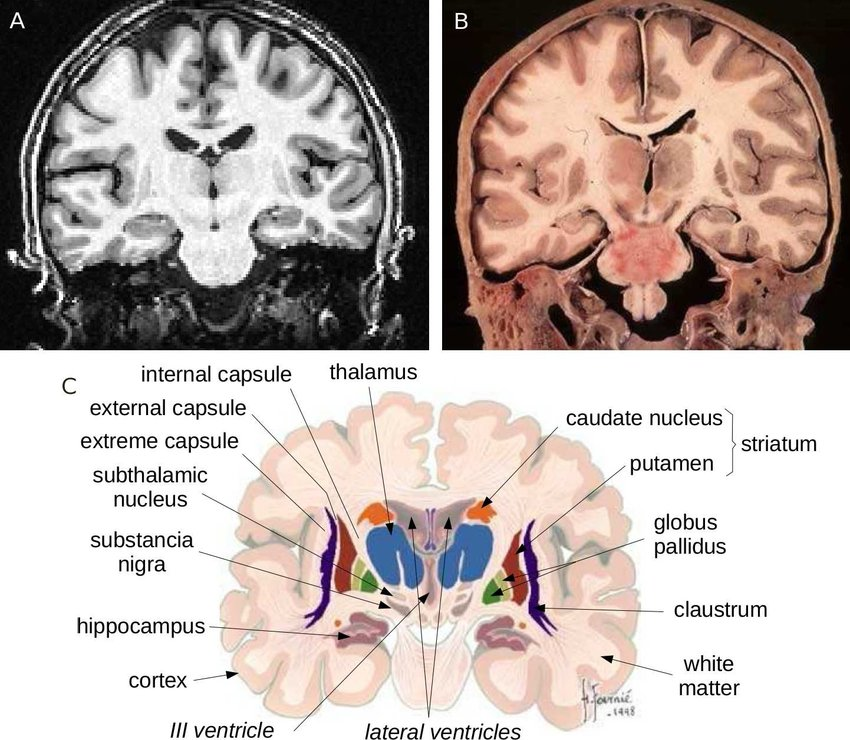 A
B
C
internal capsule
thalamus
external capsule
extreme capsule
subthalamic
nucleus
substancia
nigra
hippocampus
cortex
III ventricle
lateral ventricles
caudate nucleus
striatum
putamen
globus
pallidus
claustrum
white
matter
.1998